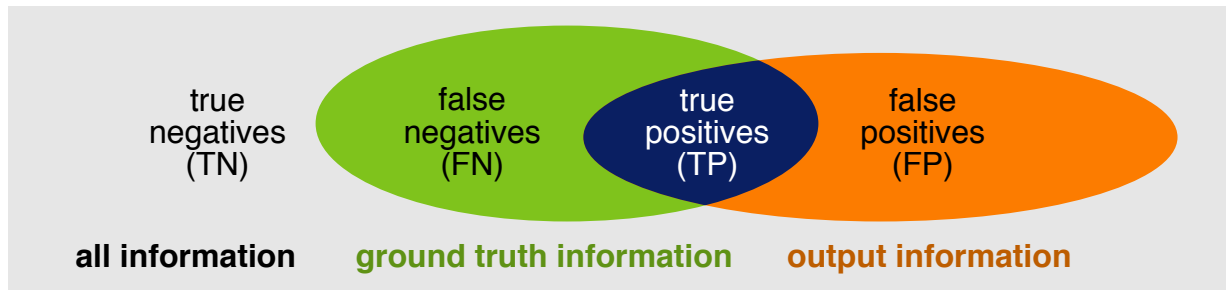 true
negatives
(TN)
false
negatives
(FN)
true
positives
(TP)
false
positives
(FP)
all information
ground truth information
output information